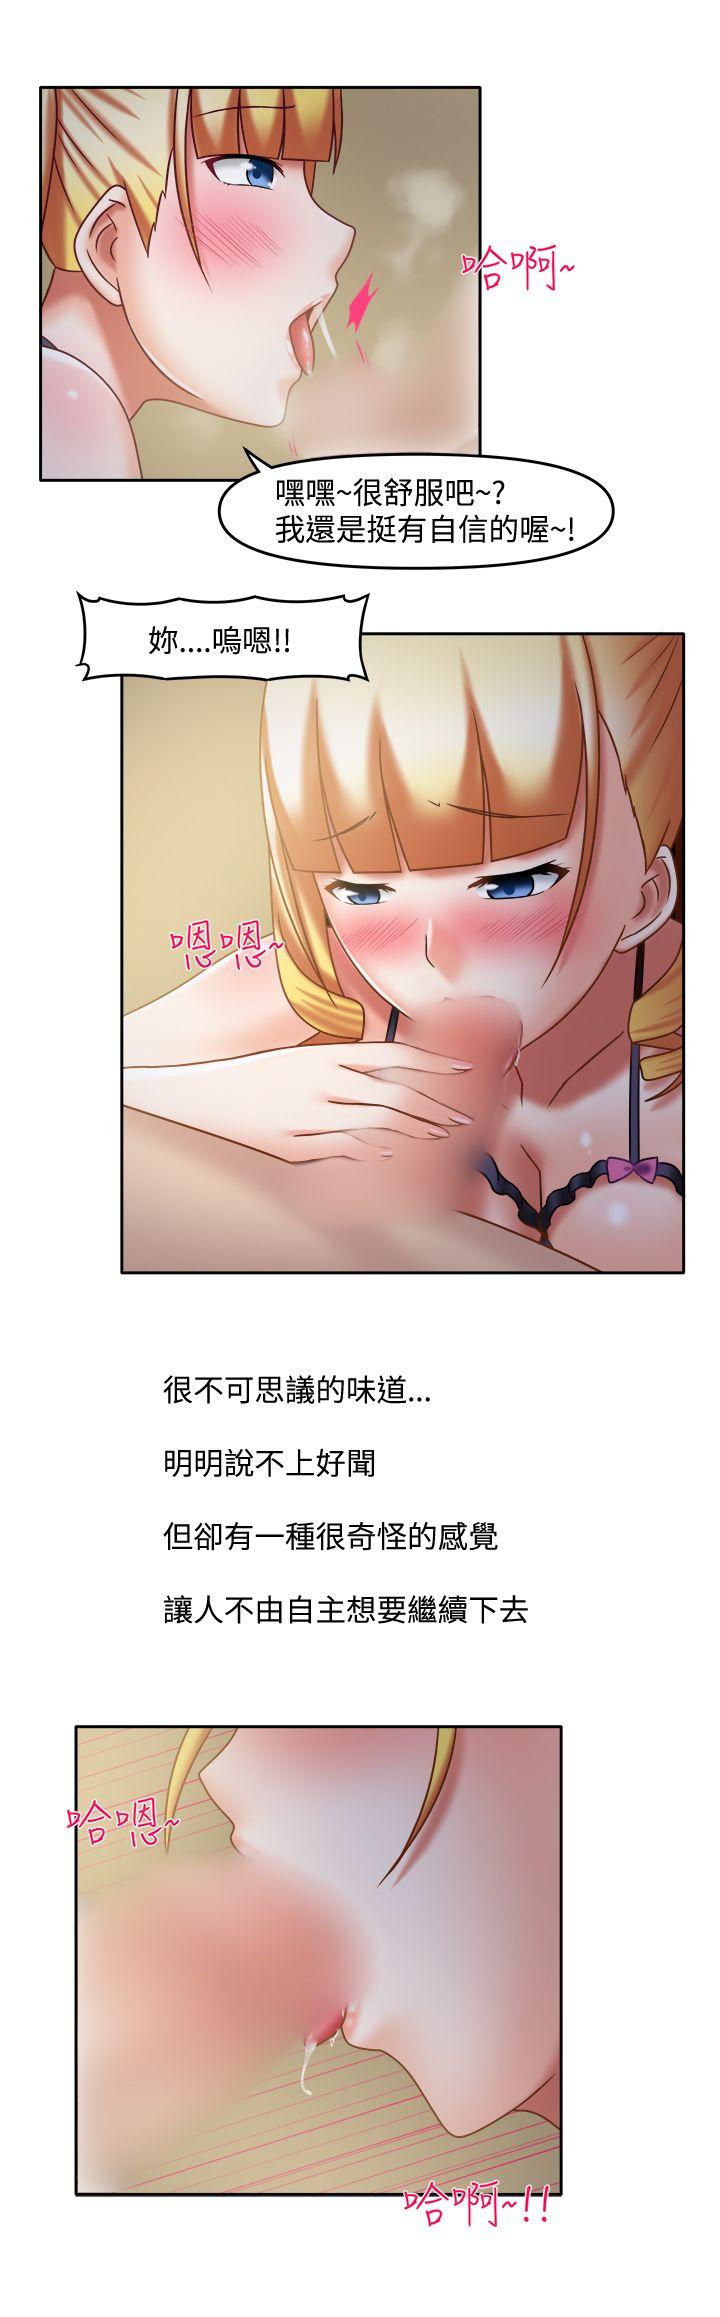 哈啊~
嘿嘿~很舒服吧~?
我還是挺有自信的喔~!
妳....嗚嗯!!
嗯嗯~
很不可思議的味道...
明明說不上好聞
但卻有一種很奇怪的感覺
讓人不由自主想要繼續下去
哈嗯~
哈啊~!!